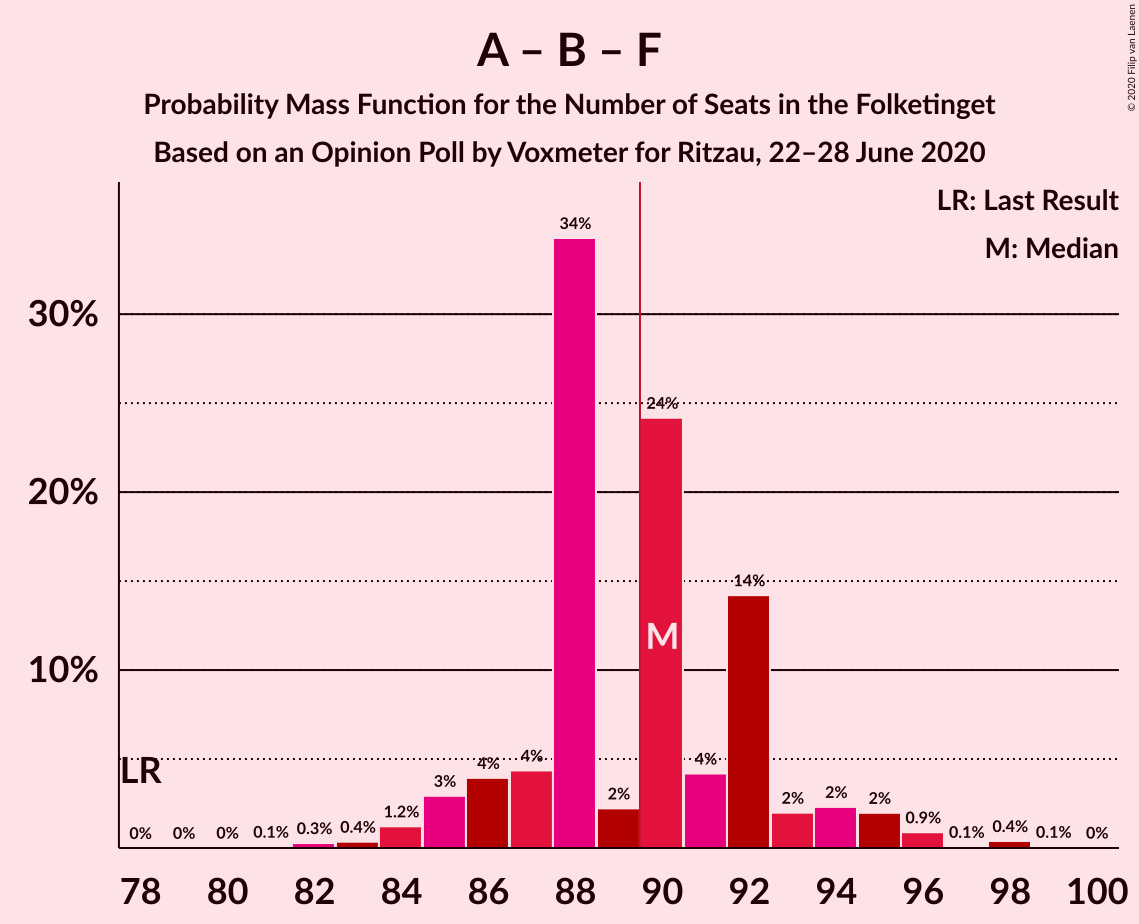 A – B – F
Probability Mass Function for the Number of Seats in the Folketinget
Based on an Opinion Poll by Voxmeter for Ritzau, 22–28 June 2020
© 2020 Filip van Laenen
LR: Last Result
M: Median
30%
20%
10%
34%
24%
M
14%
LR
0%
0%
0%
0.1%
0.3%
0.4%
1.2%
3%
4%
4%
2%
4%
2%
2%
2%
0.9%
0.1%
0.4%
0.1%
0%
78 80 82 84 86 88 90 92 94 96 98 100